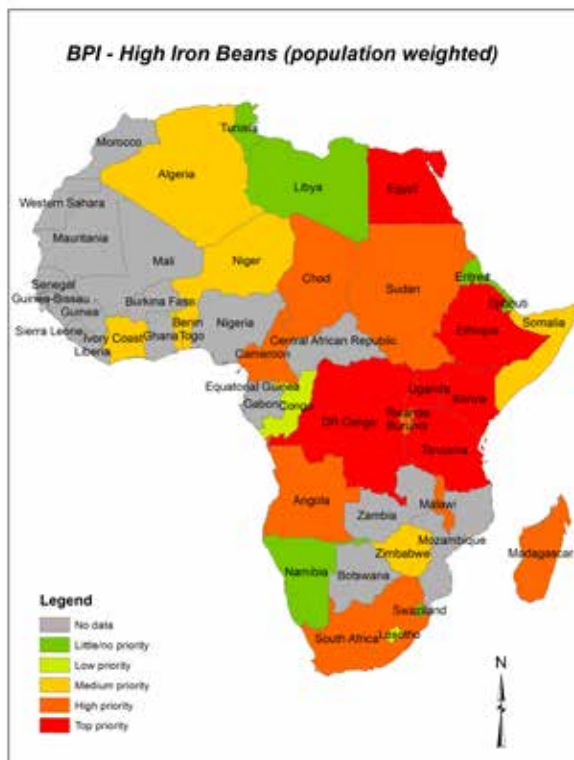 BPI - High Iron Beans (population weighted)
Tunisia
Morocco
Algeria
Libya
Egypt
Western Sahara
Mauritania
Mali
Niger
Chad
Sudan
Eritrea
Senegal
Guinea-Bissau
Guinea
Burkina Faso
Djibouti
Benin
Nigeria
Somalia
Sierra Leone
Ivory Coast
Ghana
Togo
Ethiopia
Liberia
Central African Republic
Cameroon
Equatorial Guinea
Uganda
Kenya
Gabon
Congo
DR Congo
Rwanda
Burundi
Tanzania
Angola
Malawi
Zambia
Mozambique
Zimbabwe
Madagascar
Namibia
Botswana
Swaziland
South Africa
Lesotho
Legend
No data
Little/no priority
Low priority
Medium priority
High priority
Top priority
N